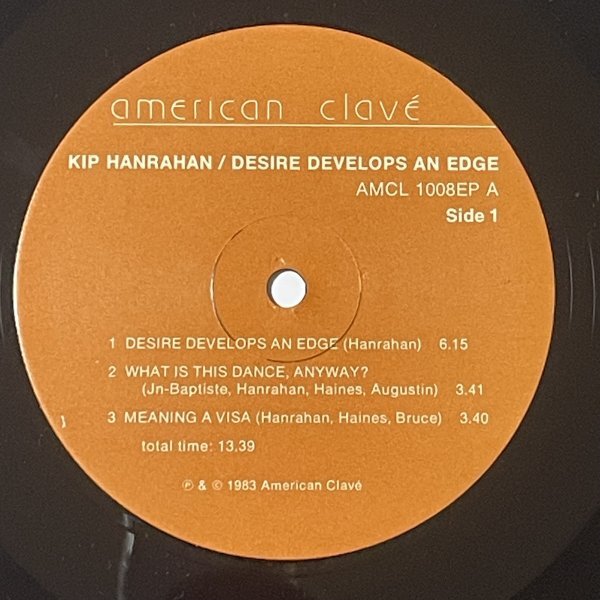 american clavé
KIP HANRAHAN / DESIRE DEVELOPS AN EDGE
AMCL 1008EP A
Side 1
1 DESIRE DEVELOPS AN EDGE (Hanrahan) 6.15
2 WHAT IS THIS DANCE, ANYWAY?
(Jn-Baptiste, Hanrahan, Haines, Augustin) 3.41
3 MEANING A VISA (Hanrahan, Haines, Bruce) 3.40
total time: 13.39
℗ & © 1983 American Clavé